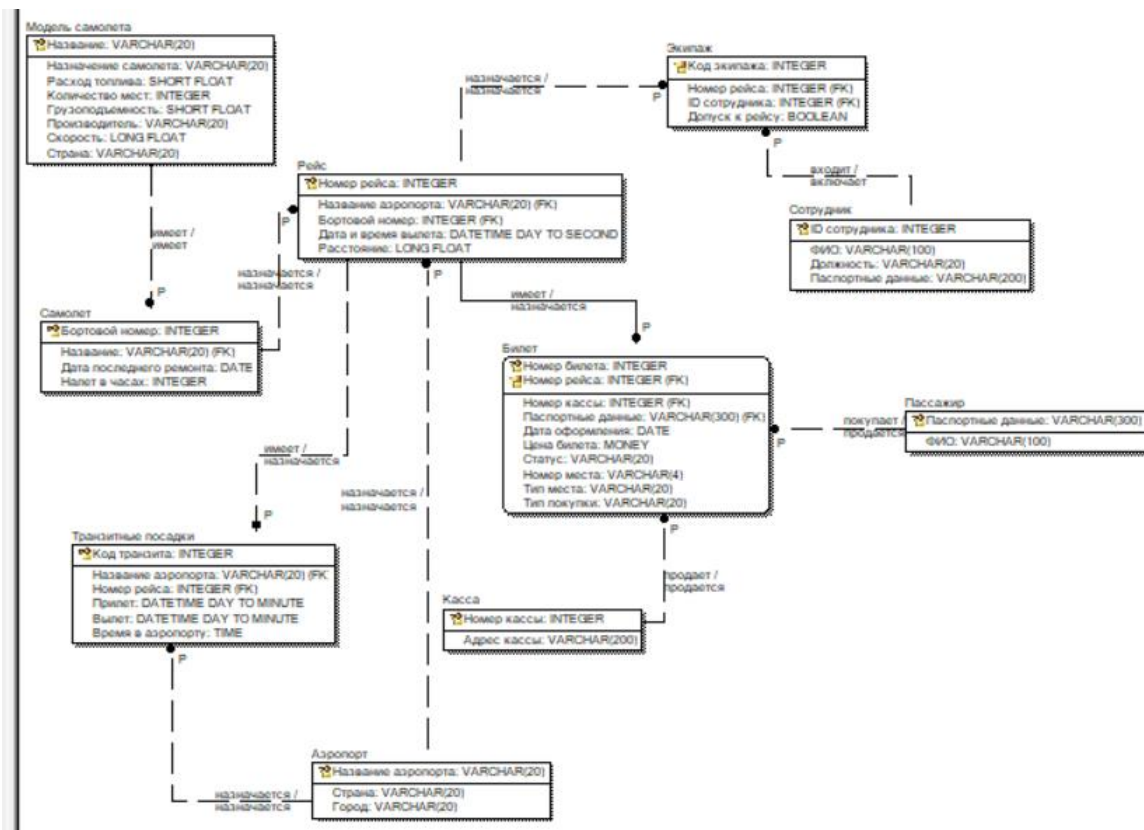 Модель самолета
Название: VARCHAR(20)
Назначение самолета: VARCHAR(20)
Расход топлива: SHORT FLOAT
Количество мест: INTEGER
Грузоподъемность: SHORT FLOAT
Производитель: VARCHAR(20)
Скорость: LONG FLOAT
Страна: VARCHAR(20)
имеет /
имеет
P
Самолет
Бортовой номер: INTEGER
Название: VARCHAR(20) (FK)
Дата последнего ремонта: DATE
Налет в часах: INTEGER
назначается /
назначается
P
Рейс
Номер рейса: INTEGER
Название аэропорта: VARCHAR(20) (FK)
Бортовой номер: INTEGER (FK)
Дата и время вылета: DATETIME DAY TO SECOND
Расстояние: LONG FLOAT
P
назначается /
назначается
P
Экипаж
Код экипажа: INTEGER
Номер рейса: INTEGER (FK)
ID сотрудника: INTEGER (FK)
Допуск к рейсу: BOOLEAN
P
входит /
включает
Сотрудник
ID сотрудника: INTEGER
ФИО: VARCHAR(100)
Должность: VARCHAR(20)
Паспортные данные: VARCHAR(200)
имеет /
назначается
P
Билет
Номер билета: INTEGER
Номер рейса: INTEGER (FK)
Номер кассы: INTEGER (FK)
Паспортные данные: VARCHAR(300) (FK)
Дата оформления: DATE
Цена билета: MONEY
Статус: VARCHAR(20)
Номер места: VARCHAR(4)
Тип места: VARCHAR(20)
Тип покупки: VARCHAR(20)
P
покупает /
продается
Пассажир
Паспортные данные: VARCHAR(300)
ФИО: VARCHAR(100)
P
продает /
продается
Касса
Номер кассы: INTEGER
Адрес кассы: VARCHAR(200)
имеет /
назначается
P
Транзитные посадки
Код транзита: INTEGER
Название аэропорта: VARCHAR(20) (FK
Номер рейса: INTEGER (FK)
Прилет: DATETIME DAY TO MINUTE
Вылет: DATETIME DAY TO MINUTE
Время в аэропорту: TIME
P
назначается /
назначается
назначается /
назначается
Аэропорт
Название аэропорта: VARCHAR(20)
Страна: VARCHAR(20)
Город: VARCHAR(20)